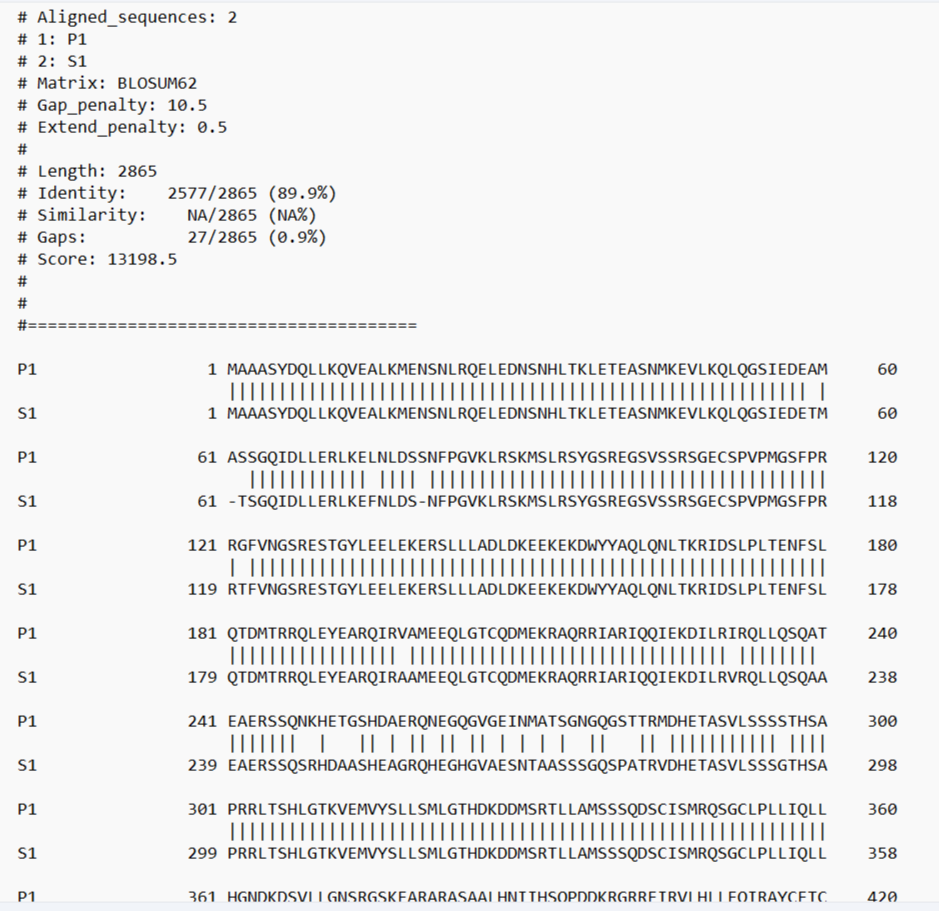 # Aligned_sequences: 2
# 1: P1
# 2: S1
# Matrix: BLOSUM62
# Gap_penalty: 10.5
# Extend_penalty: 0.5
#
# Length: 2865
# Identity:    2577/2865 (89.9%)
# Similarity:    NA/2865 (NA%)
# Gaps:          27/2865 (0.9%)
# Score: 13198.5
#
#
#=======================================
P1                 1 MAAASYDQLLKQVEALKMENSNLRQELEDNSNHLTKLETEASNMKEVLKQLQGSIEDEAM     60
                     |||||||||||||||||||||||||||||||||||||||||||||||||||||||||| |
S1                 1 MAAASYDQLLKQVEALKMENSNLRQELEDNSNHLTKLETEASNMKEVLKQLQGSIEDETM     60
P1                61 ASSGQIDLLERLKELNLDSSNFPGVKLRSKMSLRSYGSREGSVSSRSGECSPVPMGSFPR    120
                       |||||||||||| |||| ||||||||||||||||||||||||||||||||||||||||
S1                61 -TSGQIDLLERLKEFNLDS-NFPGVKLRSKMSLRSYGSREGSVSSRSGECSPVPMGSFPR    118
P1               121 RGFVNGSRESTGYLEELEKERSLLLADLDKEEKEKDWYYAQLQNLTKRIDSLPLTENFSL    180
                     | ||||||||||||||||||||||||||||||||||||||||||||||||||||||||||
S1               119 RTFVNGSRESTGYLEELEKERSLLLADLDKEEKEKDWYYAQLQNLTKRIDSLPLTENFSL    178
P1               181 QTDMTRRQLEYEARQIRVAMEEQLGTCQDMEKRAQRRIARIQQIEKDILRIRQLLQSQAT    240
                     ||||||||||||||||| |||||||||||||||||||||||||||||||| ||||||||
S1               179 QTDMTRRQLEYEARQIRAAMEEQLGTCQDMEKRAQRRIARIQQIEKDILRVRQLLQSQAA    238
P1               241 EAERSSQNKHETGSHDAERQNEGQGVGEINMATSGNGQGSTTRMDHETASVLSSSSTHSA    300
                     |||||||  |   || | || || || | | | |  ||   || ||||||||||| ||||
S1               239 EAERSSQSRHDAASHEAGRQHEGHGVAESNTAASSSGQSPATRVDHETASVLSSSGTHSA    298
P1               301 PRRLTSHLGTKVEMVYSLLSMLGTHDKDDMSRTLLAMSSSQDSCISMRQSGCLPLLIQLL    360
                     ||||||||||||||||||||||||||||||||||||||||||||||||||||||||||||
S1               299 PRRLTSHLGTKVEMVYSLLSMLGTHDKDDMSRTLLAMSSSQDSCISMRQSGCLPLLIQLL    358
P1               361 HGNDKDSVLLGNSRGSKEARARASAALHNIIHSQPDDKRGRREIRVLHLLEQIRAYCETC    420